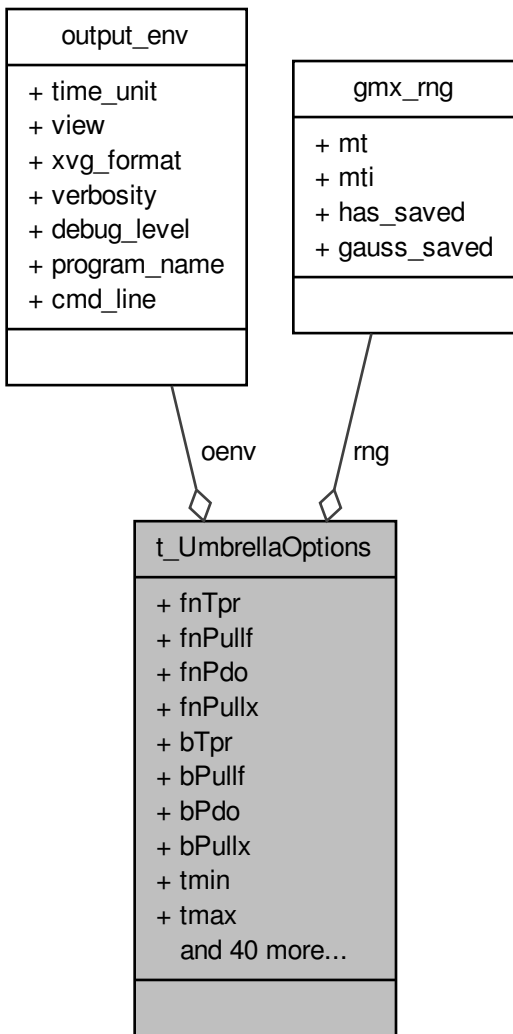 output_env
+ time_unit
+ view
+ xvg_format
+ verbosity
+ debug_level
+ program_name
+ cmd_line
gmx_rng
+ mt
+ mti
+ has_saved
+ gauss_saved
oenv
rng
t_UmbrellaOptions
+ fnTpr
+ fnPullf
+ fnPdo
+ fnPullx
+ bTpr
+ bPullf
+ bPdo
+ bPullx
+ tmin
+ tmax
and 40 more...